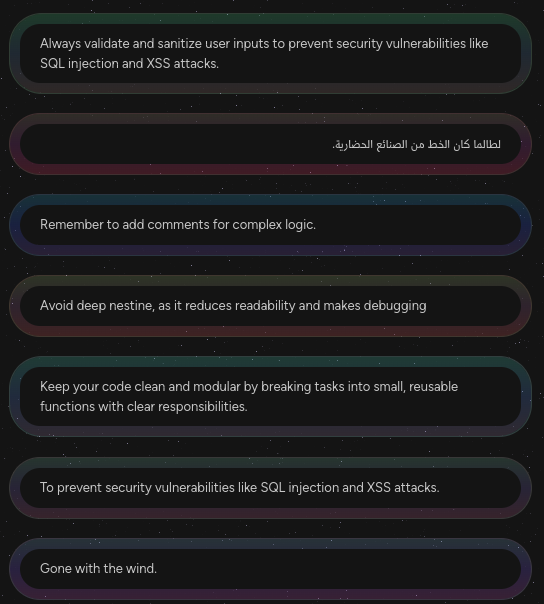 Always validate and sanitize user inputs to prevent security vulnerabilities like
SQL injection and XSS attacks.
لطالما كان الخط من الصنائع الحضارية.
Remember to add comments for complex logic.
Avoid deep nestine, as it reduces readability and makes debugging
Keep your code clean and modular by breaking tasks into small, reusable
functions with clear responsibilities.
To prevent security vulnerabilities like SQL injection and XSS attacks.
Gone with the wind.